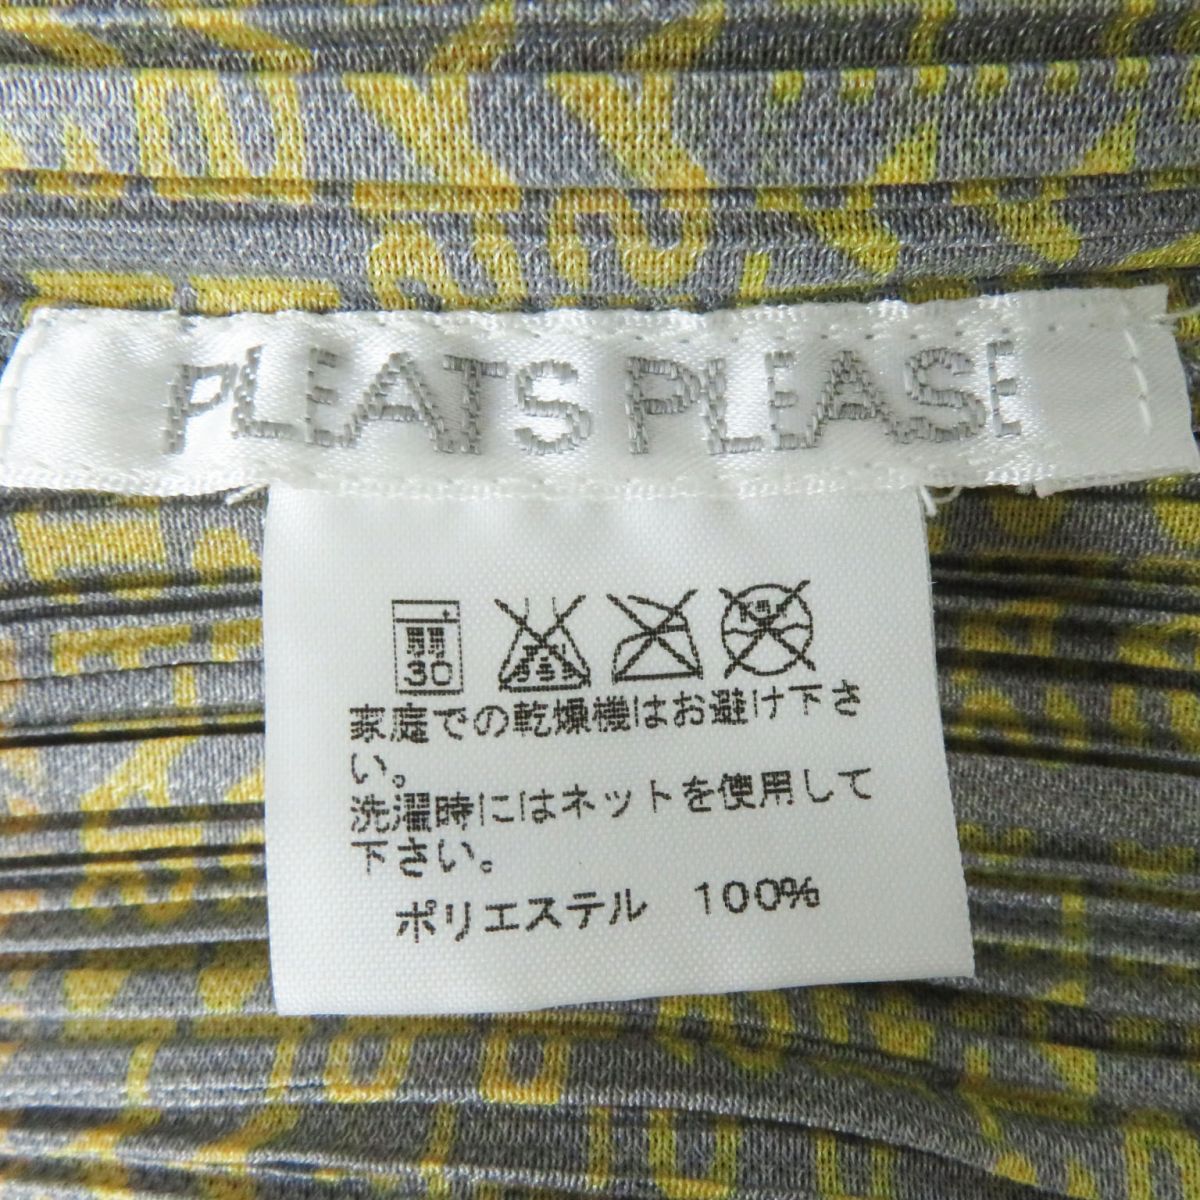 PLEATS PLEASE
弱
30
家庭での乾燥機はお避け下さ
い。
洗濯時にはネットを使用して
下さい。
ポリエステル 100%